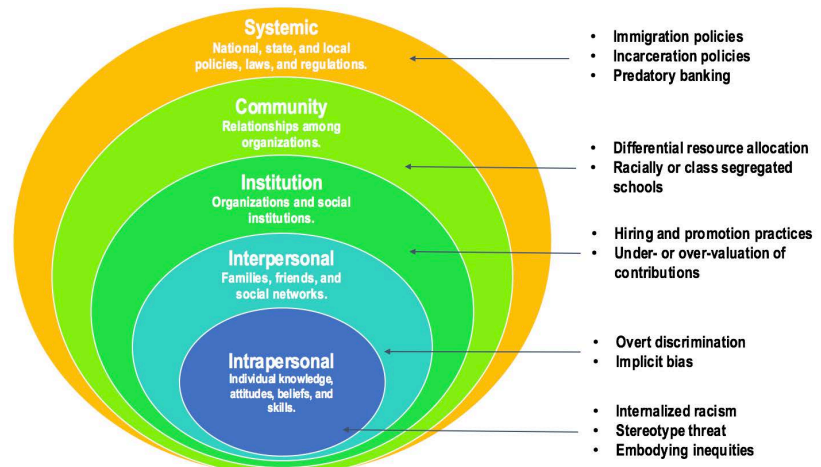 Systemic
National, state, and local
policies, laws, and regulations.
• Immigration policies
• Incarceration policies
• Predatory banking
Community
Relationships among
organizations.
• Differential resource allocation
• Racially or class segregated
schools
Institution
Organizations and social
institutions.
• Hiring and promotion practices
• Under- or over-valuation of
contributions
Interpersonal
Families, friends, and
social networks.
• Overt discrimination
• Implicit bias
Intrapersonal
Individual knowledge,
attitudes, beliefs, and
skills.
• Internalized racism
• Stereotype threat
• Embodying inequities